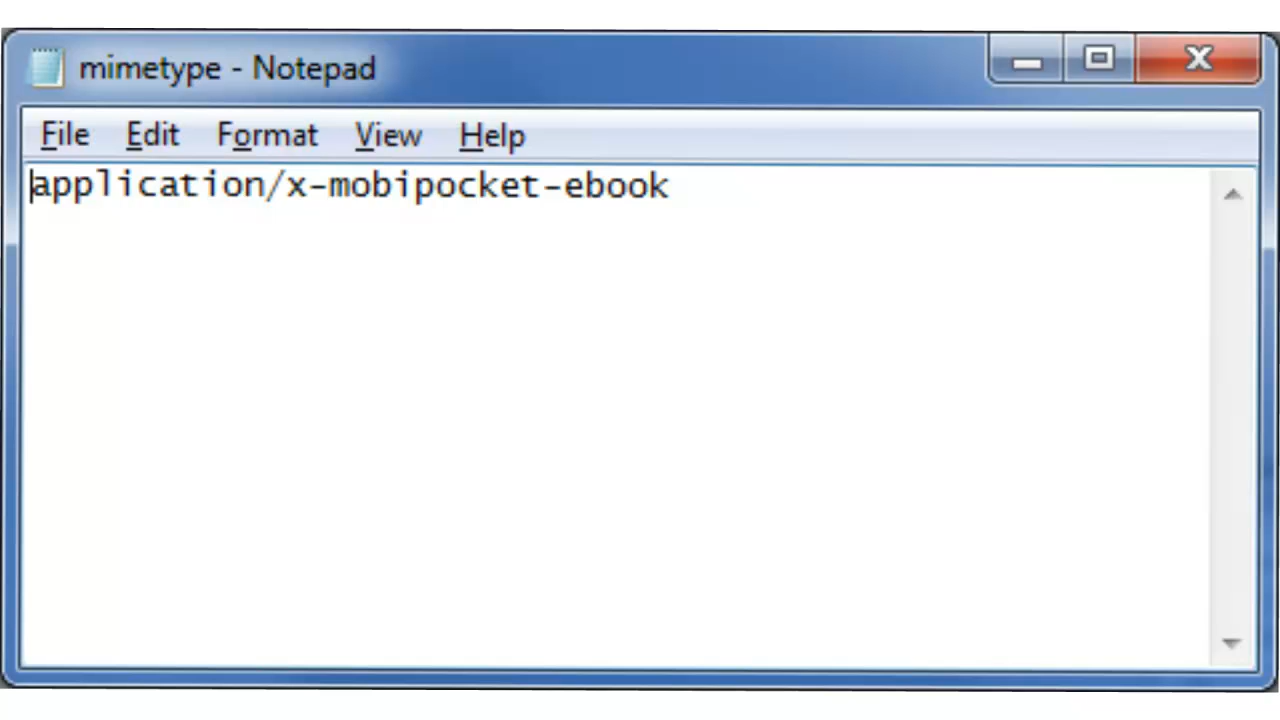 mimetype - Notepad
File Edit Format View Help
application/x-mobipocket-ebook